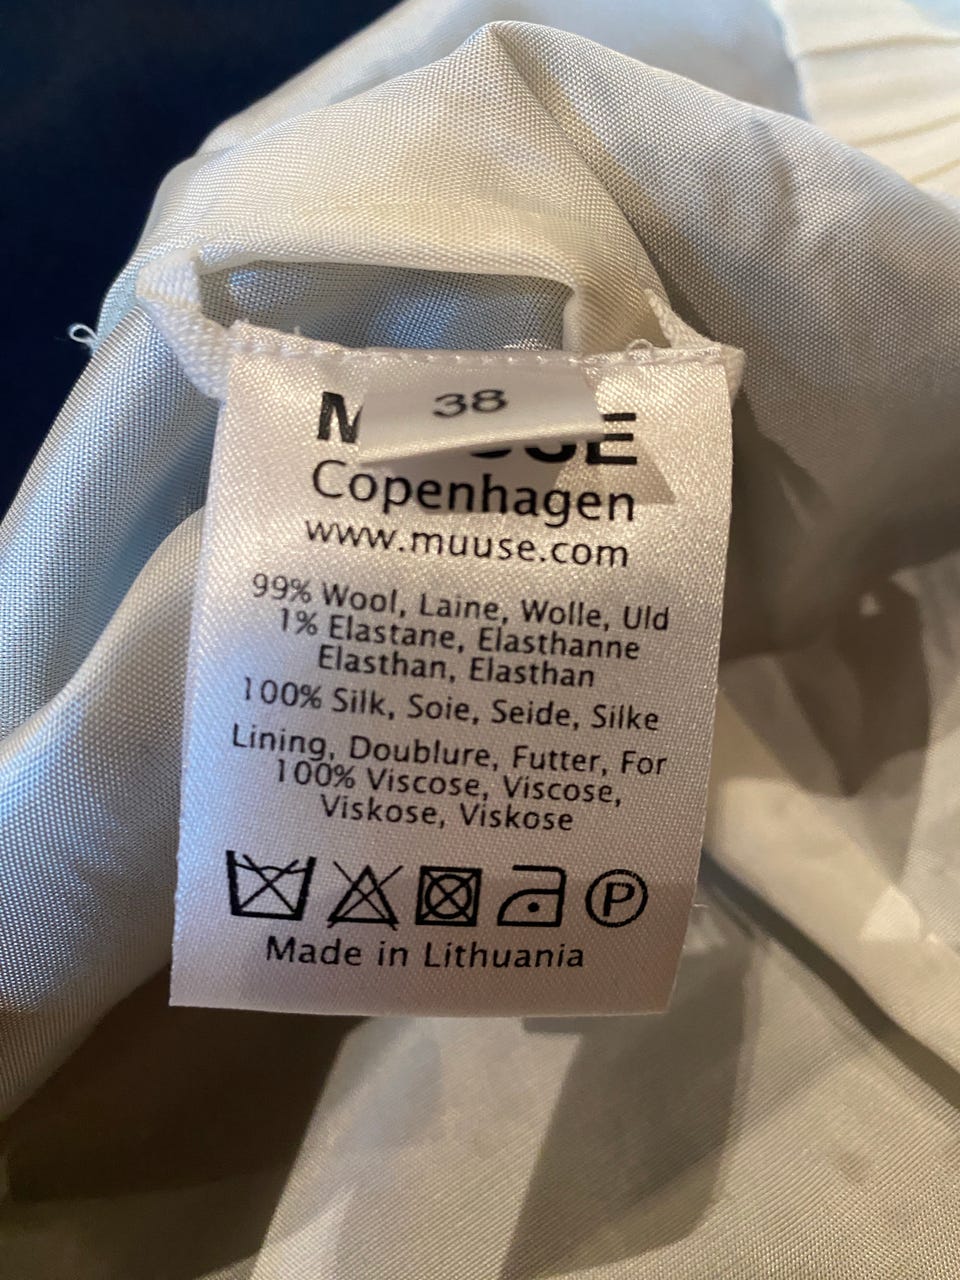 38
Copenhagen
www.muuse.com
99% Wool, Laine, Wolle, Uld
1% Elastane, Elasthanne
Elasthan, Elasthan
100% Silk, Soie, Seide, Silke
Lining, Doublure, Futter, For
100% Viscose, Viscose,
Viskose, Viskose
P
Made in Lithuania